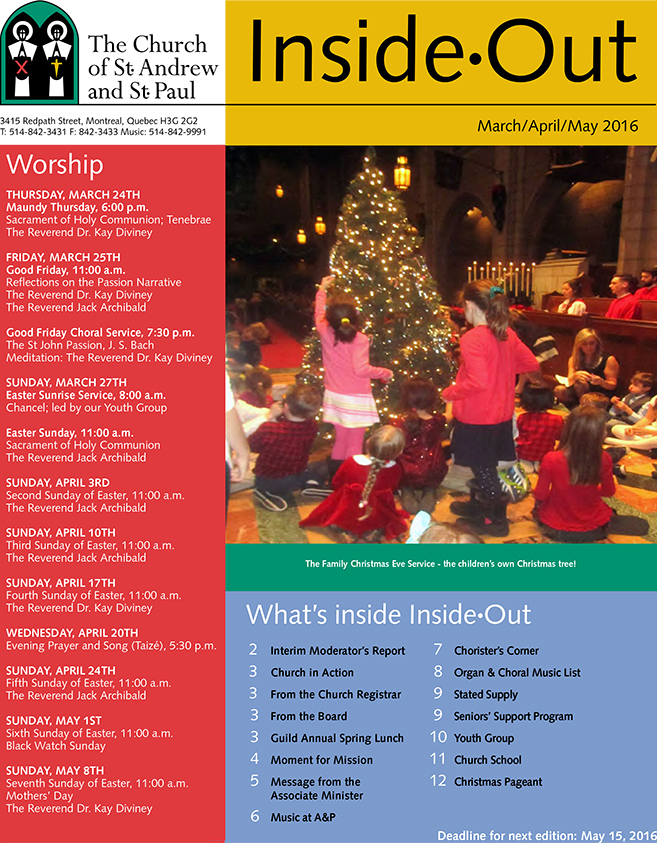 The Church
of St Andrew
and St Paul
3415 Redpath Street, Montreal, Quebec H3G 2G2
T: 514-842-3431 F: 842-3433 Music: 514-842-9991
Inside•Out
March/April/May 2016
Worship
THURSDAY, MARCH 24TH
Maundy Thursday, 6:00 p.m.
Sacrament of Holy Communion; Tenebrae
The Reverend Dr. Kay Diviney
FRIDAY, MARCH 25TH
Good Friday, 11:00 a.m.
Reflections on the Passion Narrative
The Reverend Dr. Kay Diviney
The Reverend Jack Archibald
Good Friday Choral Service, 7:30 p.m.
The St John Passion, J. S. Bach
Meditation: The Reverend Dr. Kay Diviney
SUNDAY, MARCH 27TH
Easter Sunrise Service, 8:00 a.m.
Chancel; led by our Youth Group
Easter Sunday, 11:00 a.m.
Sacrament of Holy Communion
The Reverend Jack Archibald
SUNDAY, APRIL 3RD
Second Sunday of Easter, 11:00 a.m.
The Reverend Jack Archibald
SUNDAY, APRIL 10TH
Third Sunday of Easter, 11:00 a.m.
The Reverend Jack Archibald
SUNDAY, APRIL 17TH
Fourth Sunday of Easter, 11:00 a.m.
The Reverend Dr. Kay Diviney
WEDNESDAY, APRIL 20TH
Evening Prayer and Song (Taizé), 5:30 p.m.
SUNDAY, APRIL 24TH
Fifth Sunday of Easter, 11:00 a.m.
The Reverend Jack Archibald
SUNDAY, MAY 1ST
Sixth Sunday of Easter, 11:00 a.m.
Black Watch Sunday
SUNDAY, MAY 8TH
Seventh Sunday of Easter, 11:00 a.m.
Mothers' Day
The Reverend Dr. Kay Diviney
The Family Christmas Eve Service - the children's own Christmas tree!
What's inside Inside•Out
2 Interim Moderator's Report
3 Church in Action
3 From the Church Registrar
3 From the Board
3 Guild Annual Spring Lunch
4 Moment for Mission
5 Message from the
Associate Minister
6 Music at A&P
7 Chorister's Corner
8 Organ & Choral Music List
9 Stated Supply
9 Seniors' Support Program
10 Youth Group
11 Church School
12 Christmas Pageant
Deadline for next edition: May 15, 2016